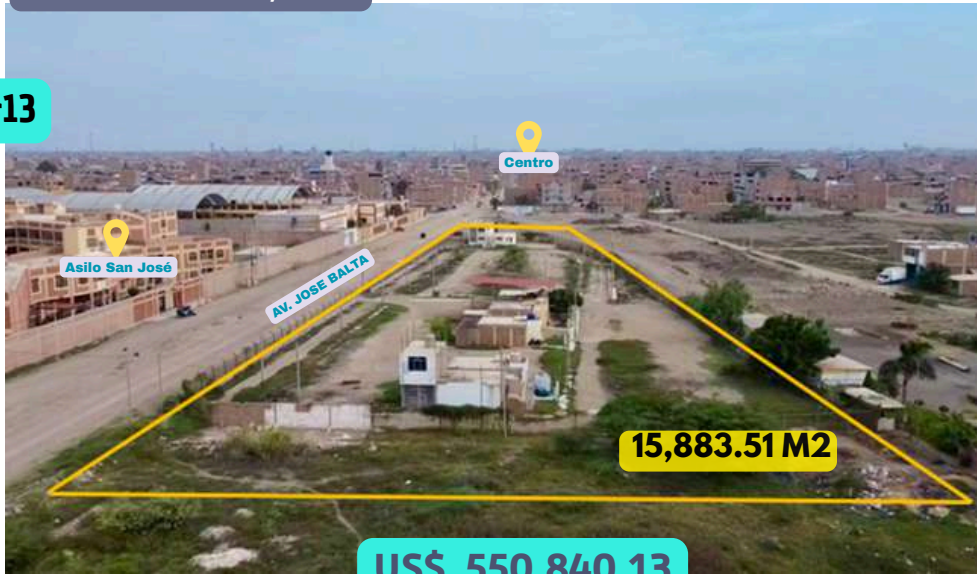 13
Centro
Asilo San José
AV. JOSE BALTA
15,883.51 M2
US$ 550,840.13